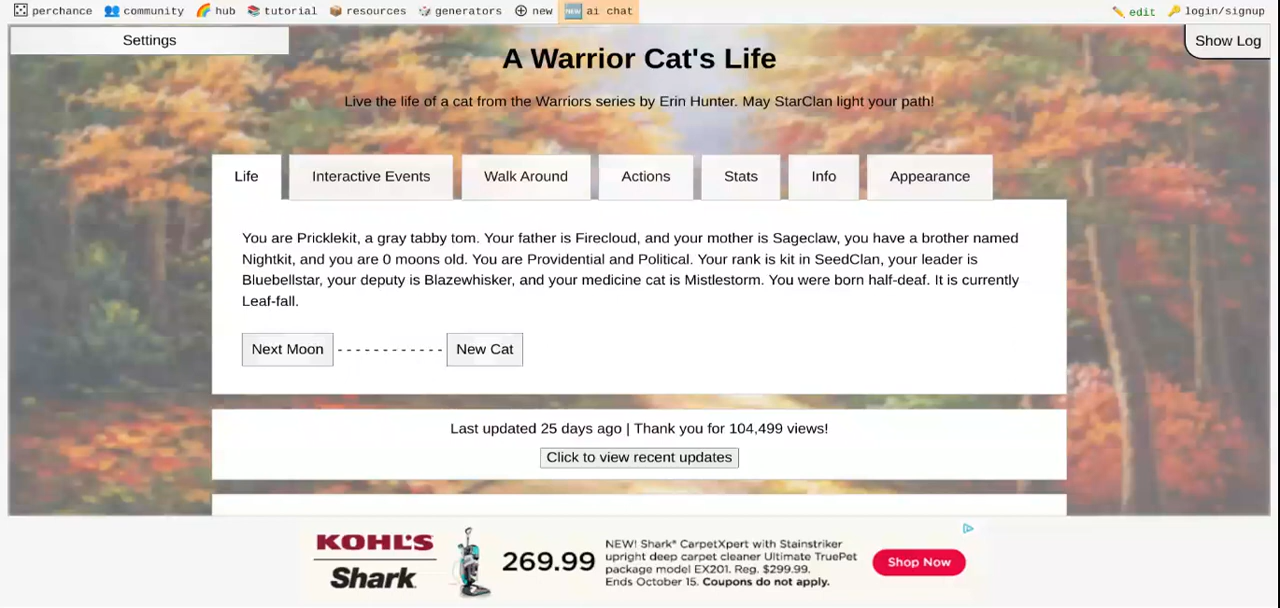 perchance community hub tutorial resources generators new NEW ai chat edit login/signup
Settings
Show Log
A Warrior Cat's Life
Live the life of a cat from the Warriors series by Erin Hunter. May StarClan light your path!
Life Interactive Events Walk Around Actions Stats Info Appearance
You are Pricklekit, a gray tabby tom. Your father is Firecloud, and your mother is Sageclaw, you have a brother named
Nightkit, and you are 0 moons old. You are Providential and Political. Your rank is kit in SeedClan, your leader is
Bluebellstar, your deputy is Blazewhisker, and your medicine cat is Mistlestorm. You were born half-deaf. It is currently
Leaf-fall.
Next Moon - - - - - - - - - - - - New Cat
Last updated 25 days ago | Thank you for 104,499 views!
Click to view recent updates
KOHL'S
Shark
269.99
NEW! Shark® CarpetXpert with Stainstriker
upright deep carpet cleaner Ultimate TruePet
package model EX201. Reg. $299.99.
Ends October 15. Coupons do not apply.
Shop Now